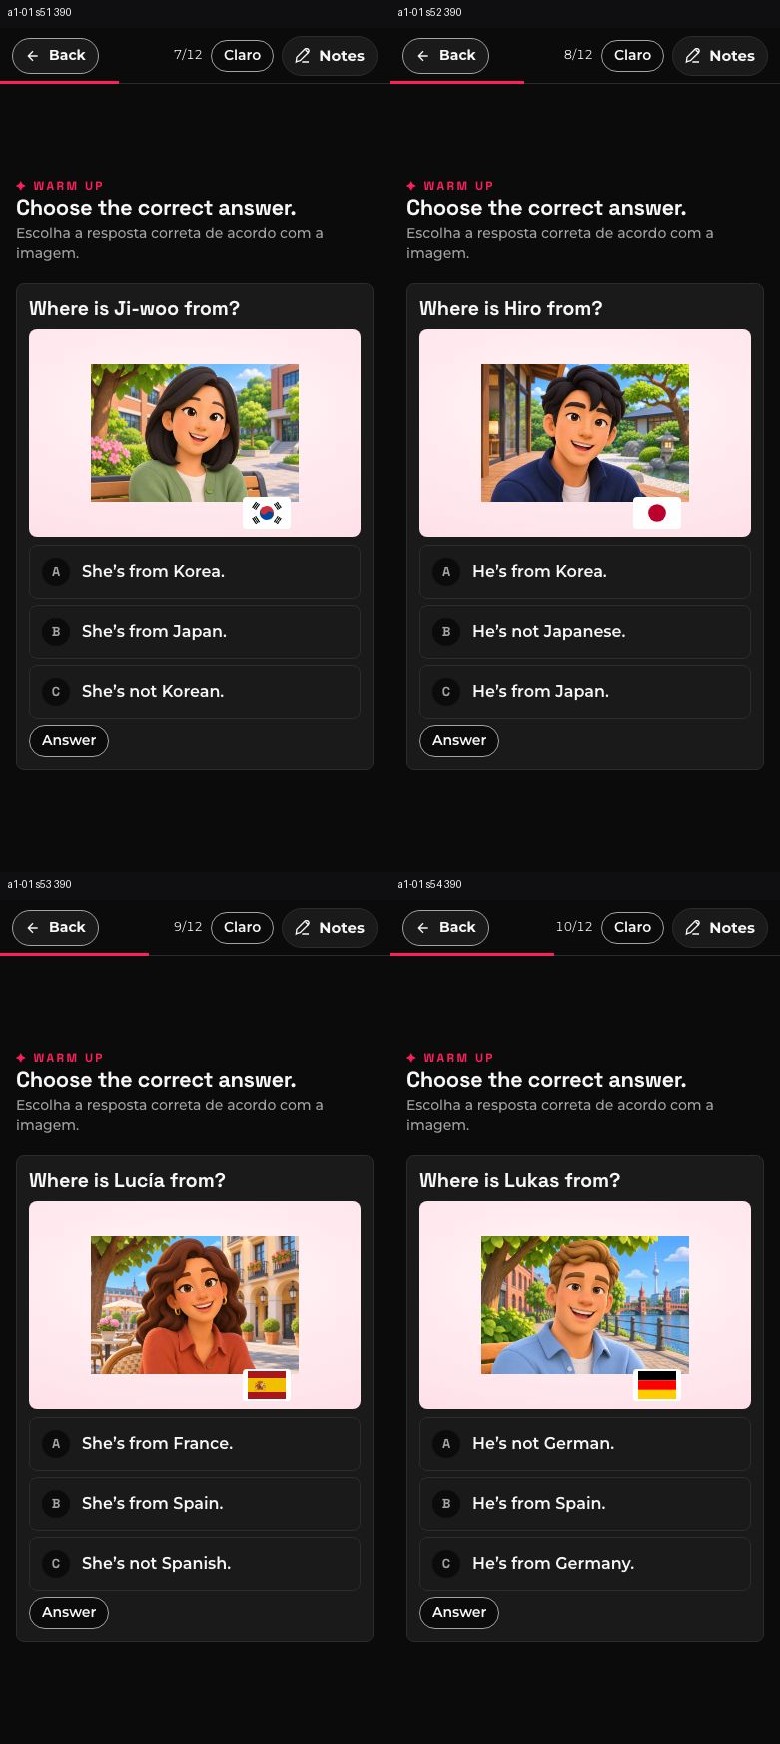 a1-01 s51 390
Back
7/12
Claro
Notes
WARM UP
Choose the correct answer.
Escolha a resposta correta de acordo com a
imagem.
Where is Ji-woo from?
A She’s from Korea.
B She’s from Japan.
C She’s not Korean.
Answer
a1-01 s52 390
Back
8/12
Claro
Notes
WARM UP
Choose the correct answer.
Escolha a resposta correta de acordo com a
imagem.
Where is Hiro from?
A He’s from Korea.
B He’s not Japanese.
C He’s from Japan.
Answer
a1-01 s53 390
Back
9/12
Claro
Notes
WARM UP
Choose the correct answer.
Escolha a resposta correta de acordo com a
imagem.
Where is Lucía from?
A She’s from France.
B She’s from Spain.
C She’s not Spanish.
Answer
a1-01 s54 390
Back
10/12
Claro
Notes
WARM UP
Choose the correct answer.
Escolha a resposta correta de acordo com a
imagem.
Where is Lukas from?
A He’s not German.
B He’s from Spain.
C He’s from Germany.
Answer